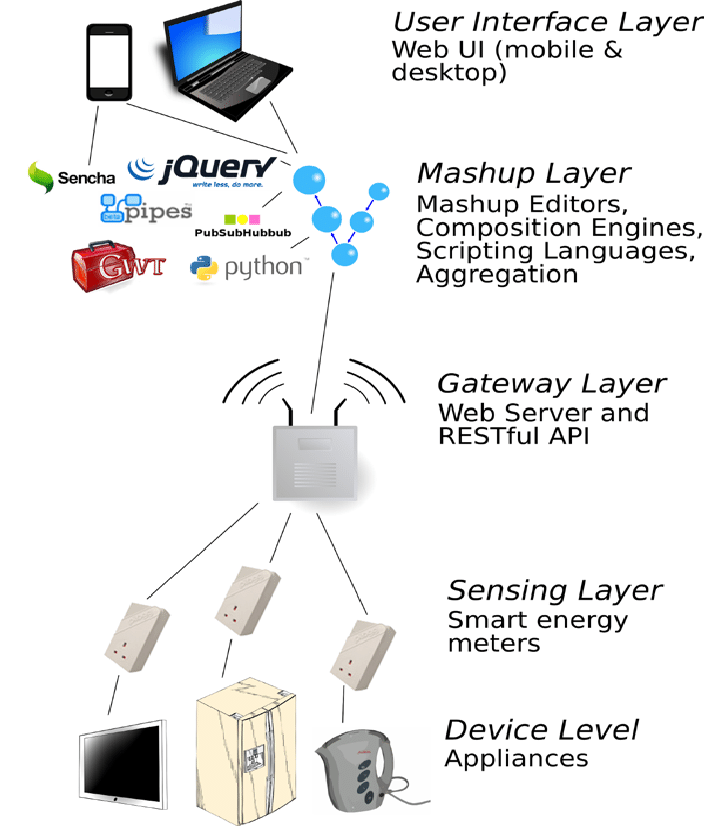 User Interface Layer
Web UI (mobile &
desktop)
Sencha
jQuery
write less, do more.
beta
pipes
PubSubHubbub
GWT
python™
Mashup Layer
Mashup Editors,
Composition Engines,
Scripting Languages,
Aggregation
Gateway Layer
Web Server and
RESTful API
Sensing Layer
Smart energy
meters
Device Level
Appliances